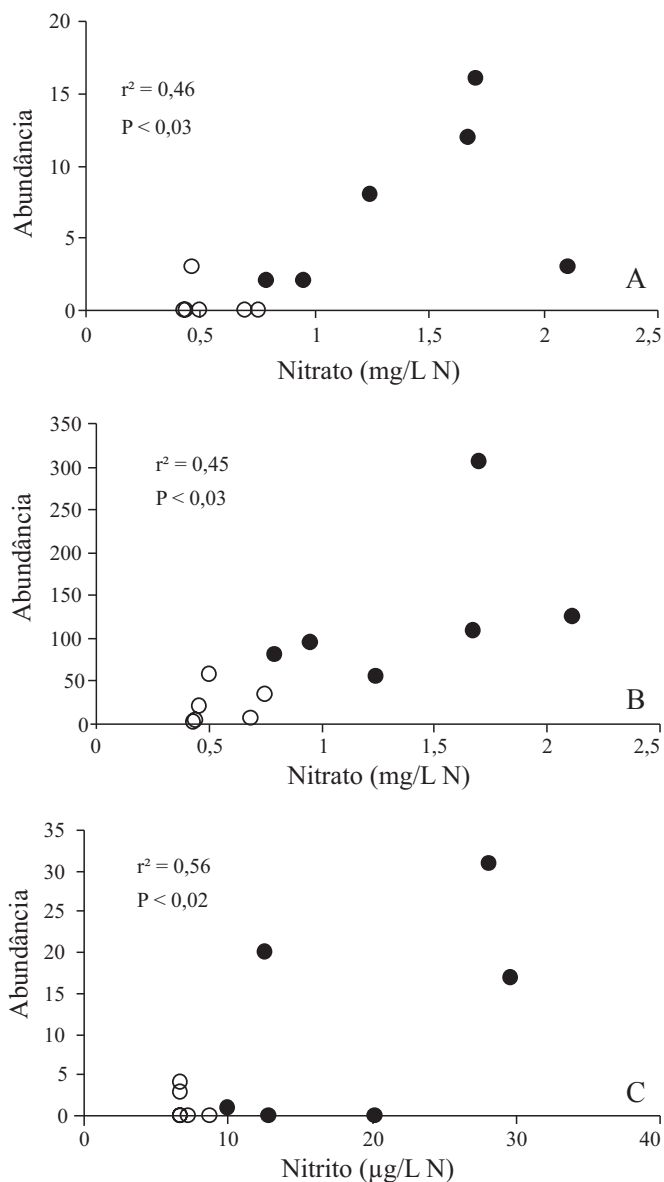 20
r² = 0,46
15
P < 0,03
Abundância
10
5
A
0
0
0,5
1
1,5
2
2,5
Nitrato (mg/L N)
350
r² = 0,45
300
P < 0,03
250
Abundância
200
150
100
50
B
0
0
0,5
1
1,5
2
2,5
Nitrato (mg/L N)
35
r² = 0,56
30
P < 0,02
25
Abundância
20
15
10
5
C
0
0
10
20
30
40
Nitrito (µg/L N)